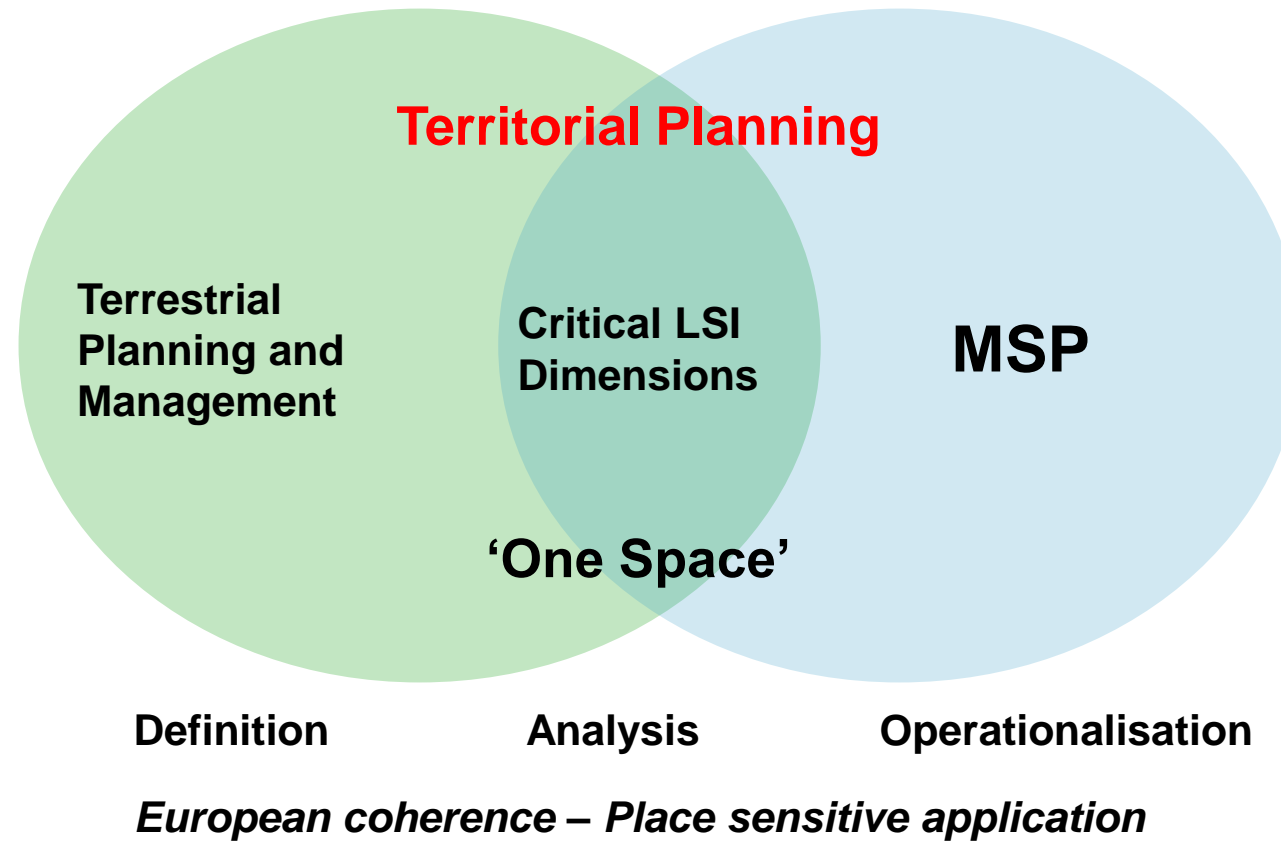 Territorial Planning
Terrestrial
Planning and
Management
Critical LSI
Dimensions
MSP
‘One Space’
Definition
Analysis
Operationalisation
European coherence – Place sensitive application